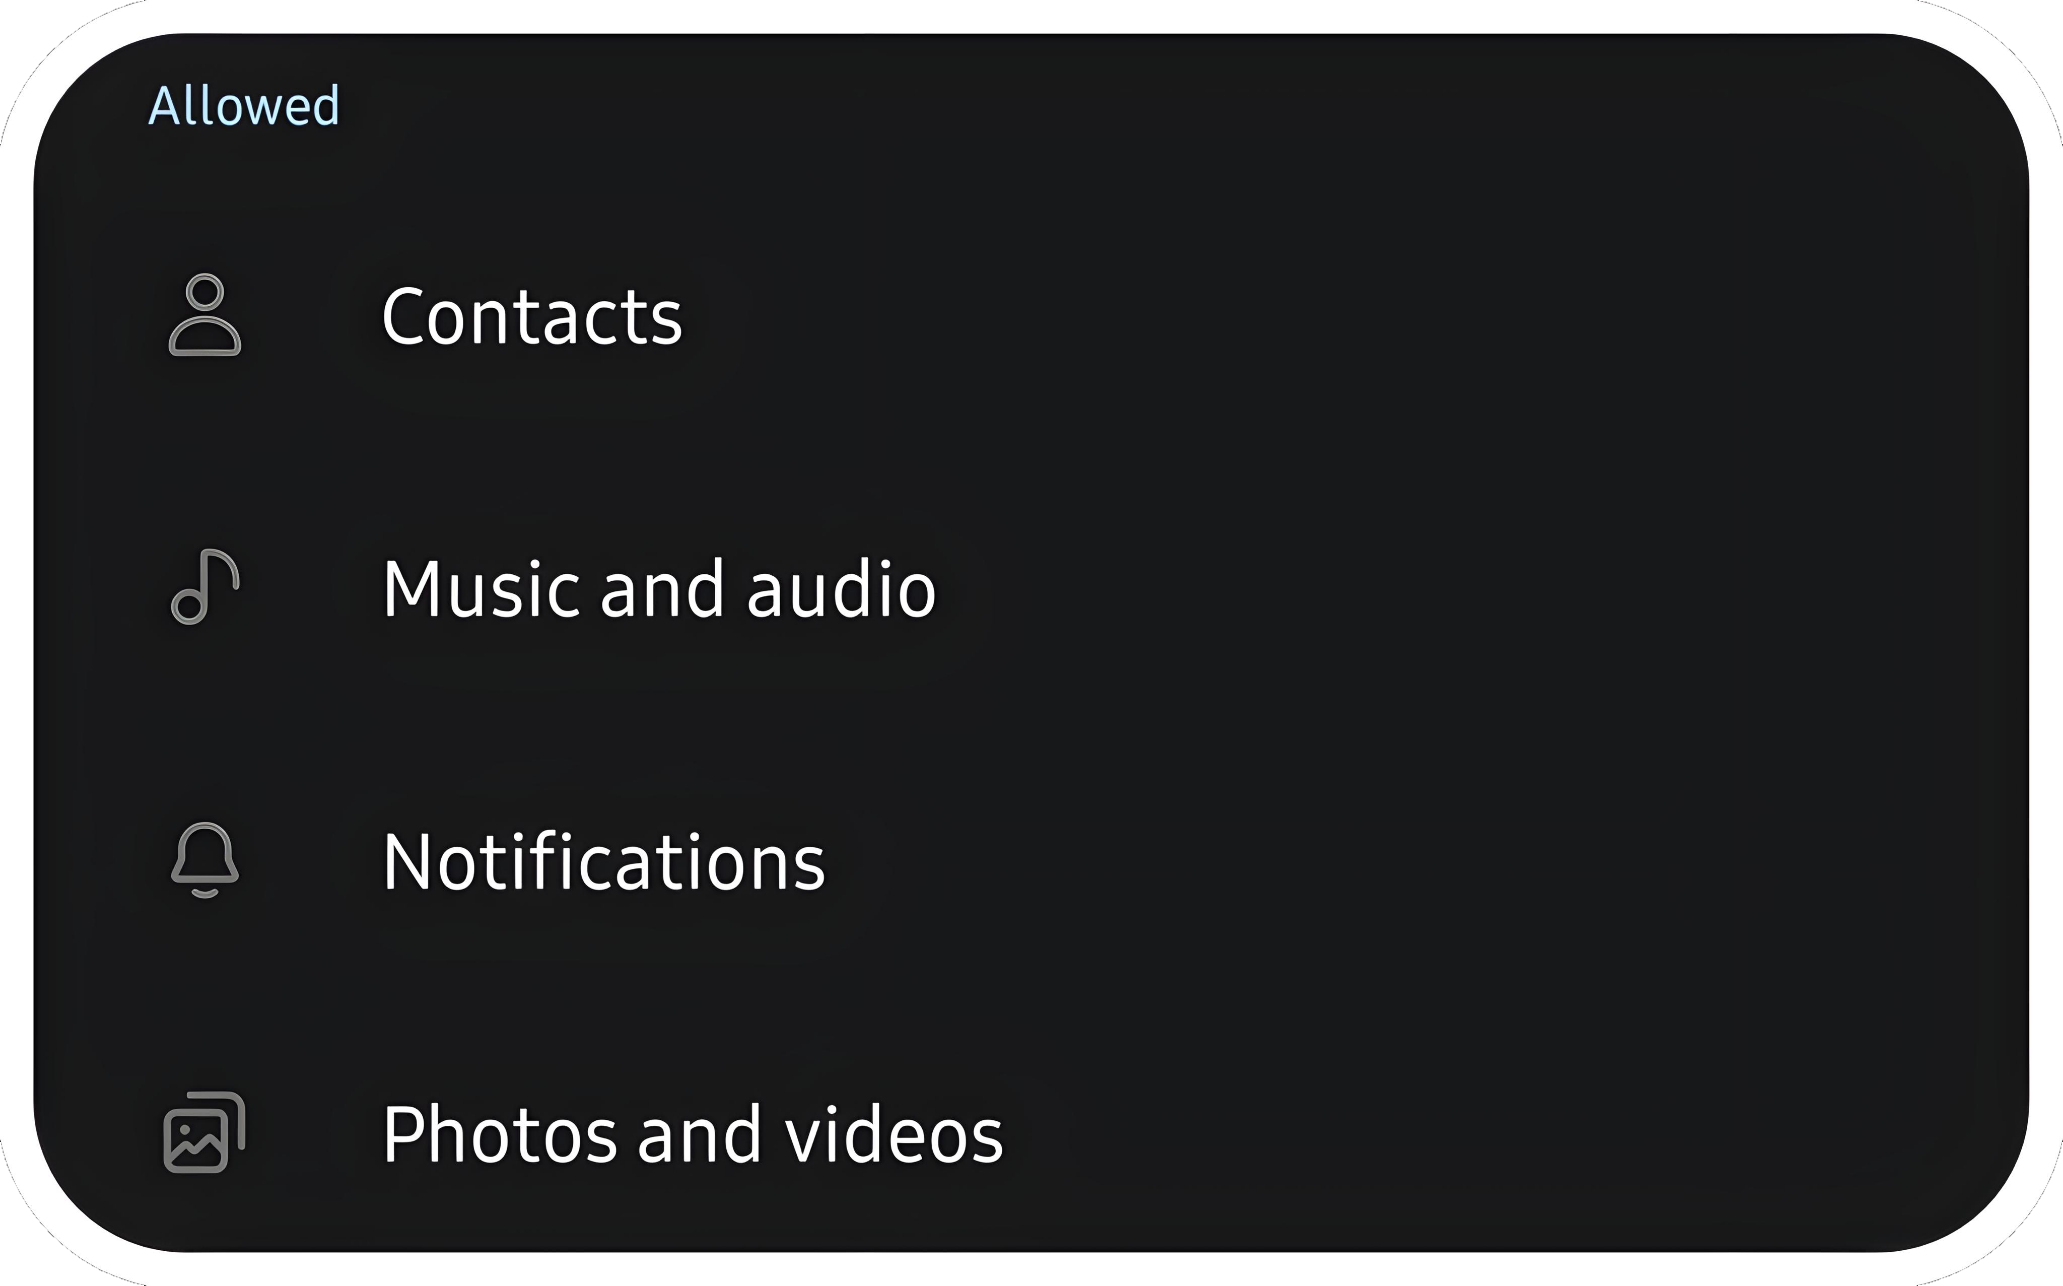 Allowed
Contacts
Music and audio
Notifications
Photos and videos